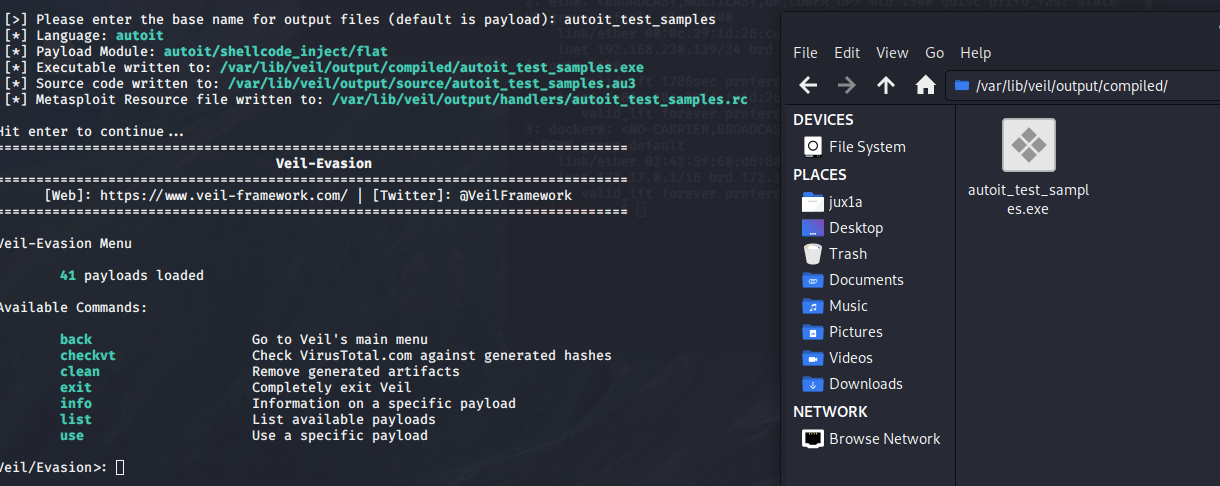 [>] Please enter the base name for output files (default is payload): autoit_test_samples
[*] Language: autoit
[*] Payload Module: autoit/shellcode_inject/flat
[*] Executable written to: /var/lib/veil/output/compiled/autoit_test_samples.exe
[*] Source code written to: /var/lib/veil/output/source/autoit_test_samples.au3
[*] Metasploit Resource file written to: /var/lib/veil/output/handlers/autoit_test_samples.rc
Hit enter to continue...
===============================================================================
Veil-Evasion
===============================================================================
[Web]: https://www.veil-framework.com/ | [Twitter]: @VeilFramework
===============================================================================
Veil-Evasion Menu
41 payloads loaded
Available Commands:
back Go to Veil's main menu
checkvt Check VirusTotal.com against generated hashes
clean Remove generated artifacts
exit Completely exit Veil
info Information on a specific payload
list List available payloads
use Use a specific payload
Veil/Evasion>:
File Edit View Go Help
/var/lib/veil/output/compiled/
DEVICES
File System
PLACES
jux1a
Desktop
Trash
Documents
Music
Pictures
Videos
Downloads
NETWORK
Browse Network
autoit_test_sampl
es.exe